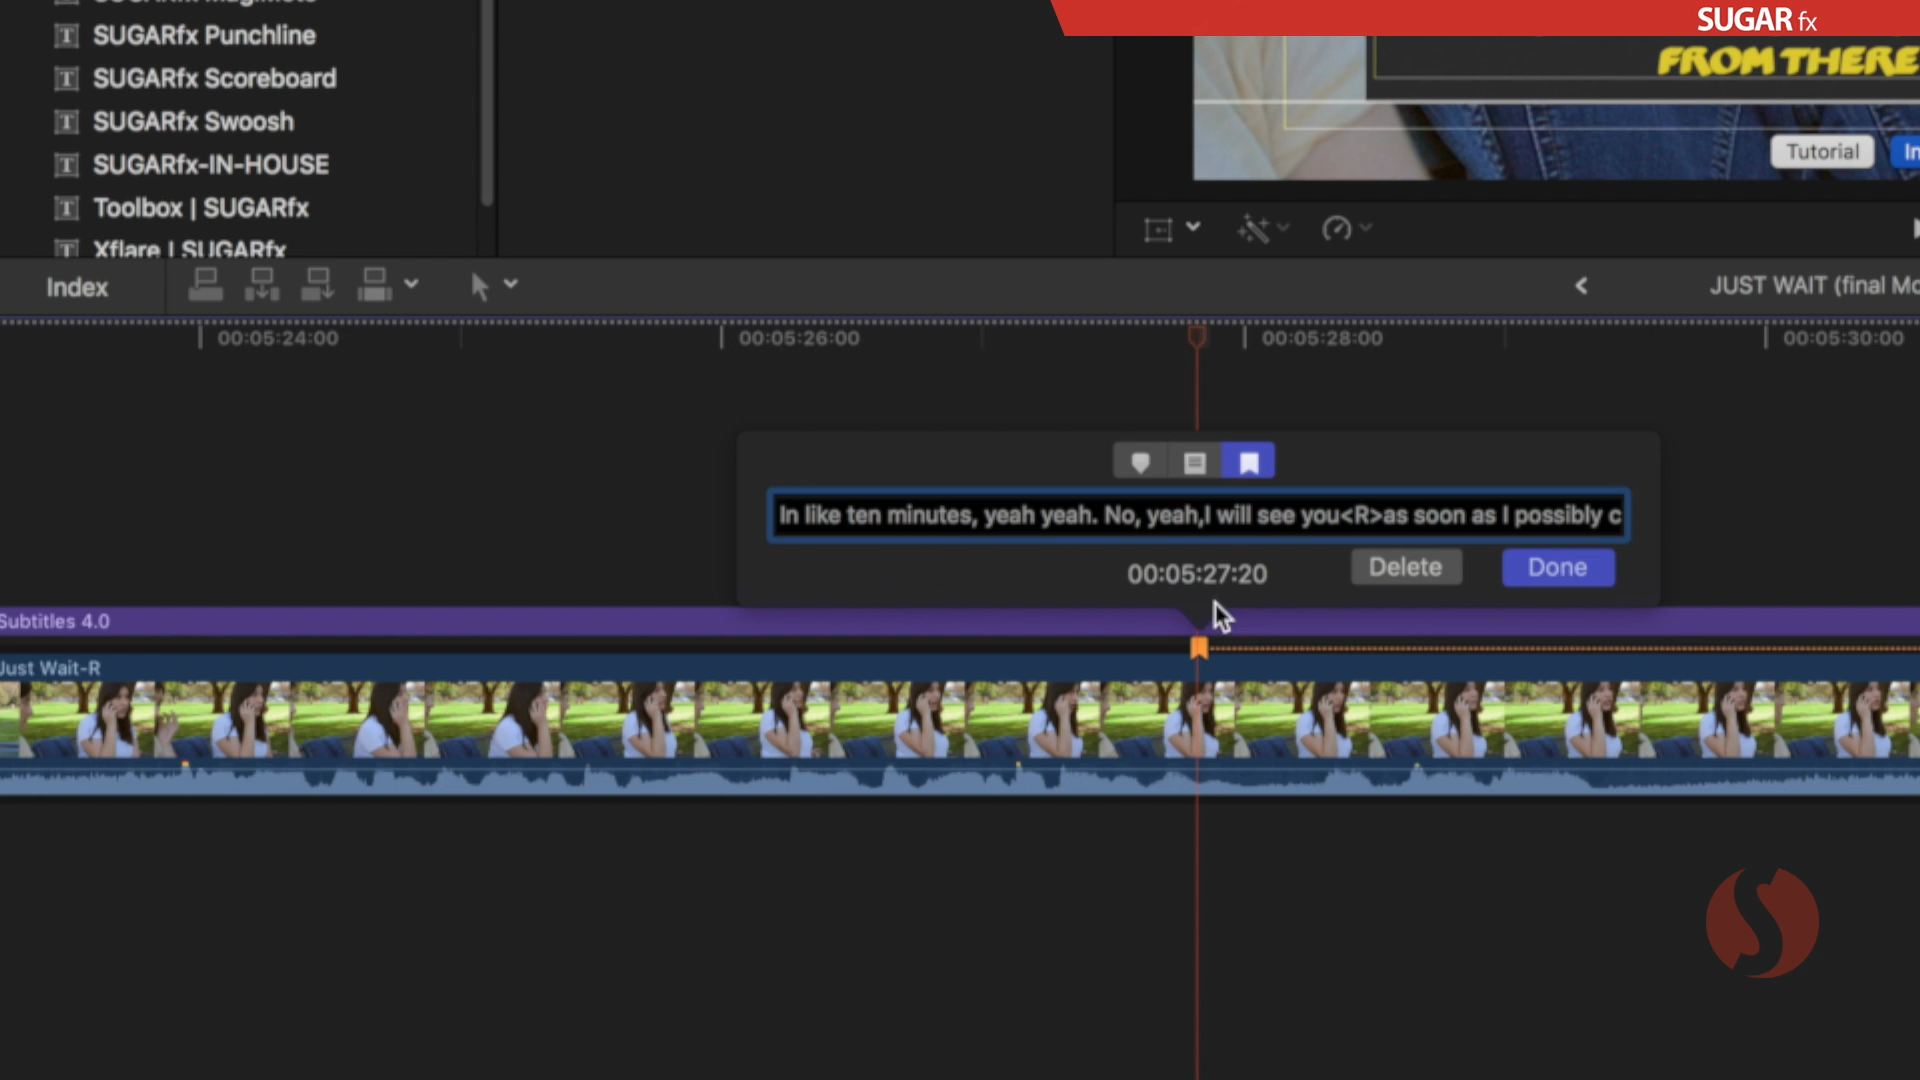 SUGARfx
FROM THERE
SUGARfx Punchline
SUGARfx Scoreboard
SUGARfx Swoosh
SUGARfx-IN-HOUSE
Toolbox | SUGARfx
Xflare | SUGARfx
Tutorial
Index
JUST WAIT (final
00:05:24:00
00:05:26:00
00:05:28:00
00:05:30:00
In like ten minutes, yeah yeah. No, yeah,I will see you<R>as soon as I possibly c
00:05:27:20
Delete
Done
Subtitles 4.0
Just Wait-R